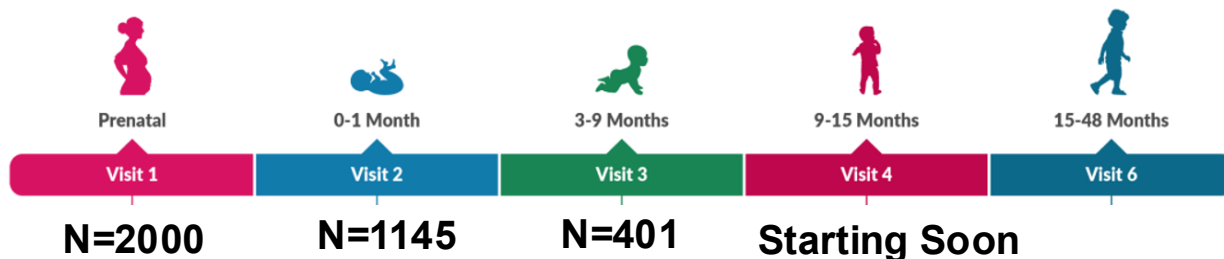 Prenatal 0-1 Month 3-9 Months 9-15 Months 15-48 Months
Visit 1 Visit 2 Visit 3 Visit 4 Visit 6
N=2000 N=1145 N=401 Starting Soon